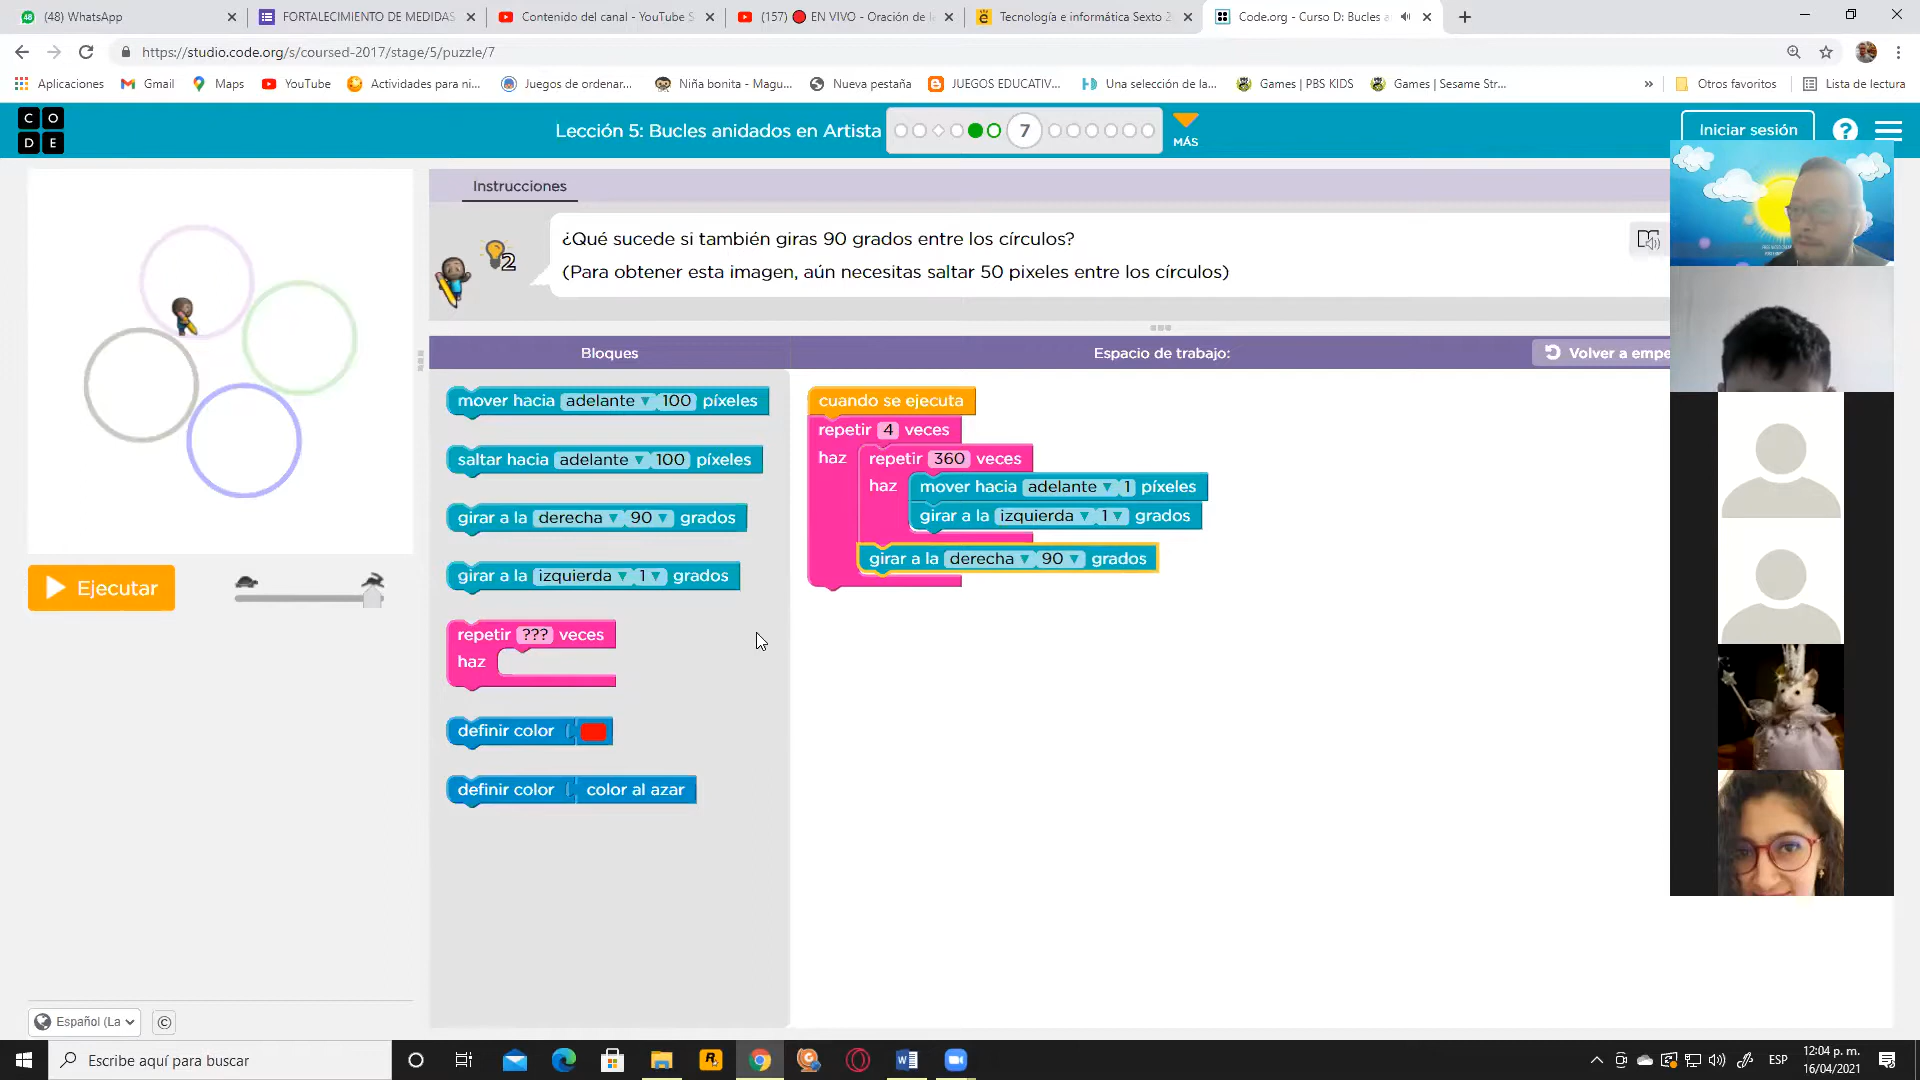 (48) WhatsApp
FORTALECIMIENTO DE MEDIDAS
Contenido del canal - YouTube S
(157) 🔴 EN VIVO - Oración de l
Tecnología e informática Sexto 2
Code.org - Curso D: Bucles a
https://studio.code.org/s/coursed-2017/stage/5/puzzle/7
Aplicaciones
Gmail
Maps
YouTube
Actividades para ni...
Juegos de ordenar...
Niña bonita - Magu...
Nueva pestaña
JUEGOS EDUCATIV...
Una selección de la...
Games | PBS KIDS
Games | Sesame Str...
»
Otros favoritos
Lista de lectura
C O
D E
Lección 5: Bucles anidados en Artista
7
MÁS
Iniciar sesión
?
Instrucciones
2
¿Qué sucede si también giras 90 grados entre los círculos?
(Para obtener esta imagen, aún necesitas saltar 50 pixeles entre los círculos)
Bloques
Espacio de trabajo:
Volver a empe
mover hacia adelante 100 píxeles
saltar hacia adelante 100 píxeles
girar a la derecha 90 grados
girar a la izquierda 1 grados
repetir ??? veces
haz
definir color
definir color color al azar
cuando se ejecuta
repetir 4 veces
haz repetir 360 veces
haz mover hacia adelante 1 píxeles
girar a la izquierda 1 grados
girar a la derecha 90 grados
Ejecutar
Español (La
©
Escribe aquí para buscar
ESP
12:04 p. m.
16/04/2021